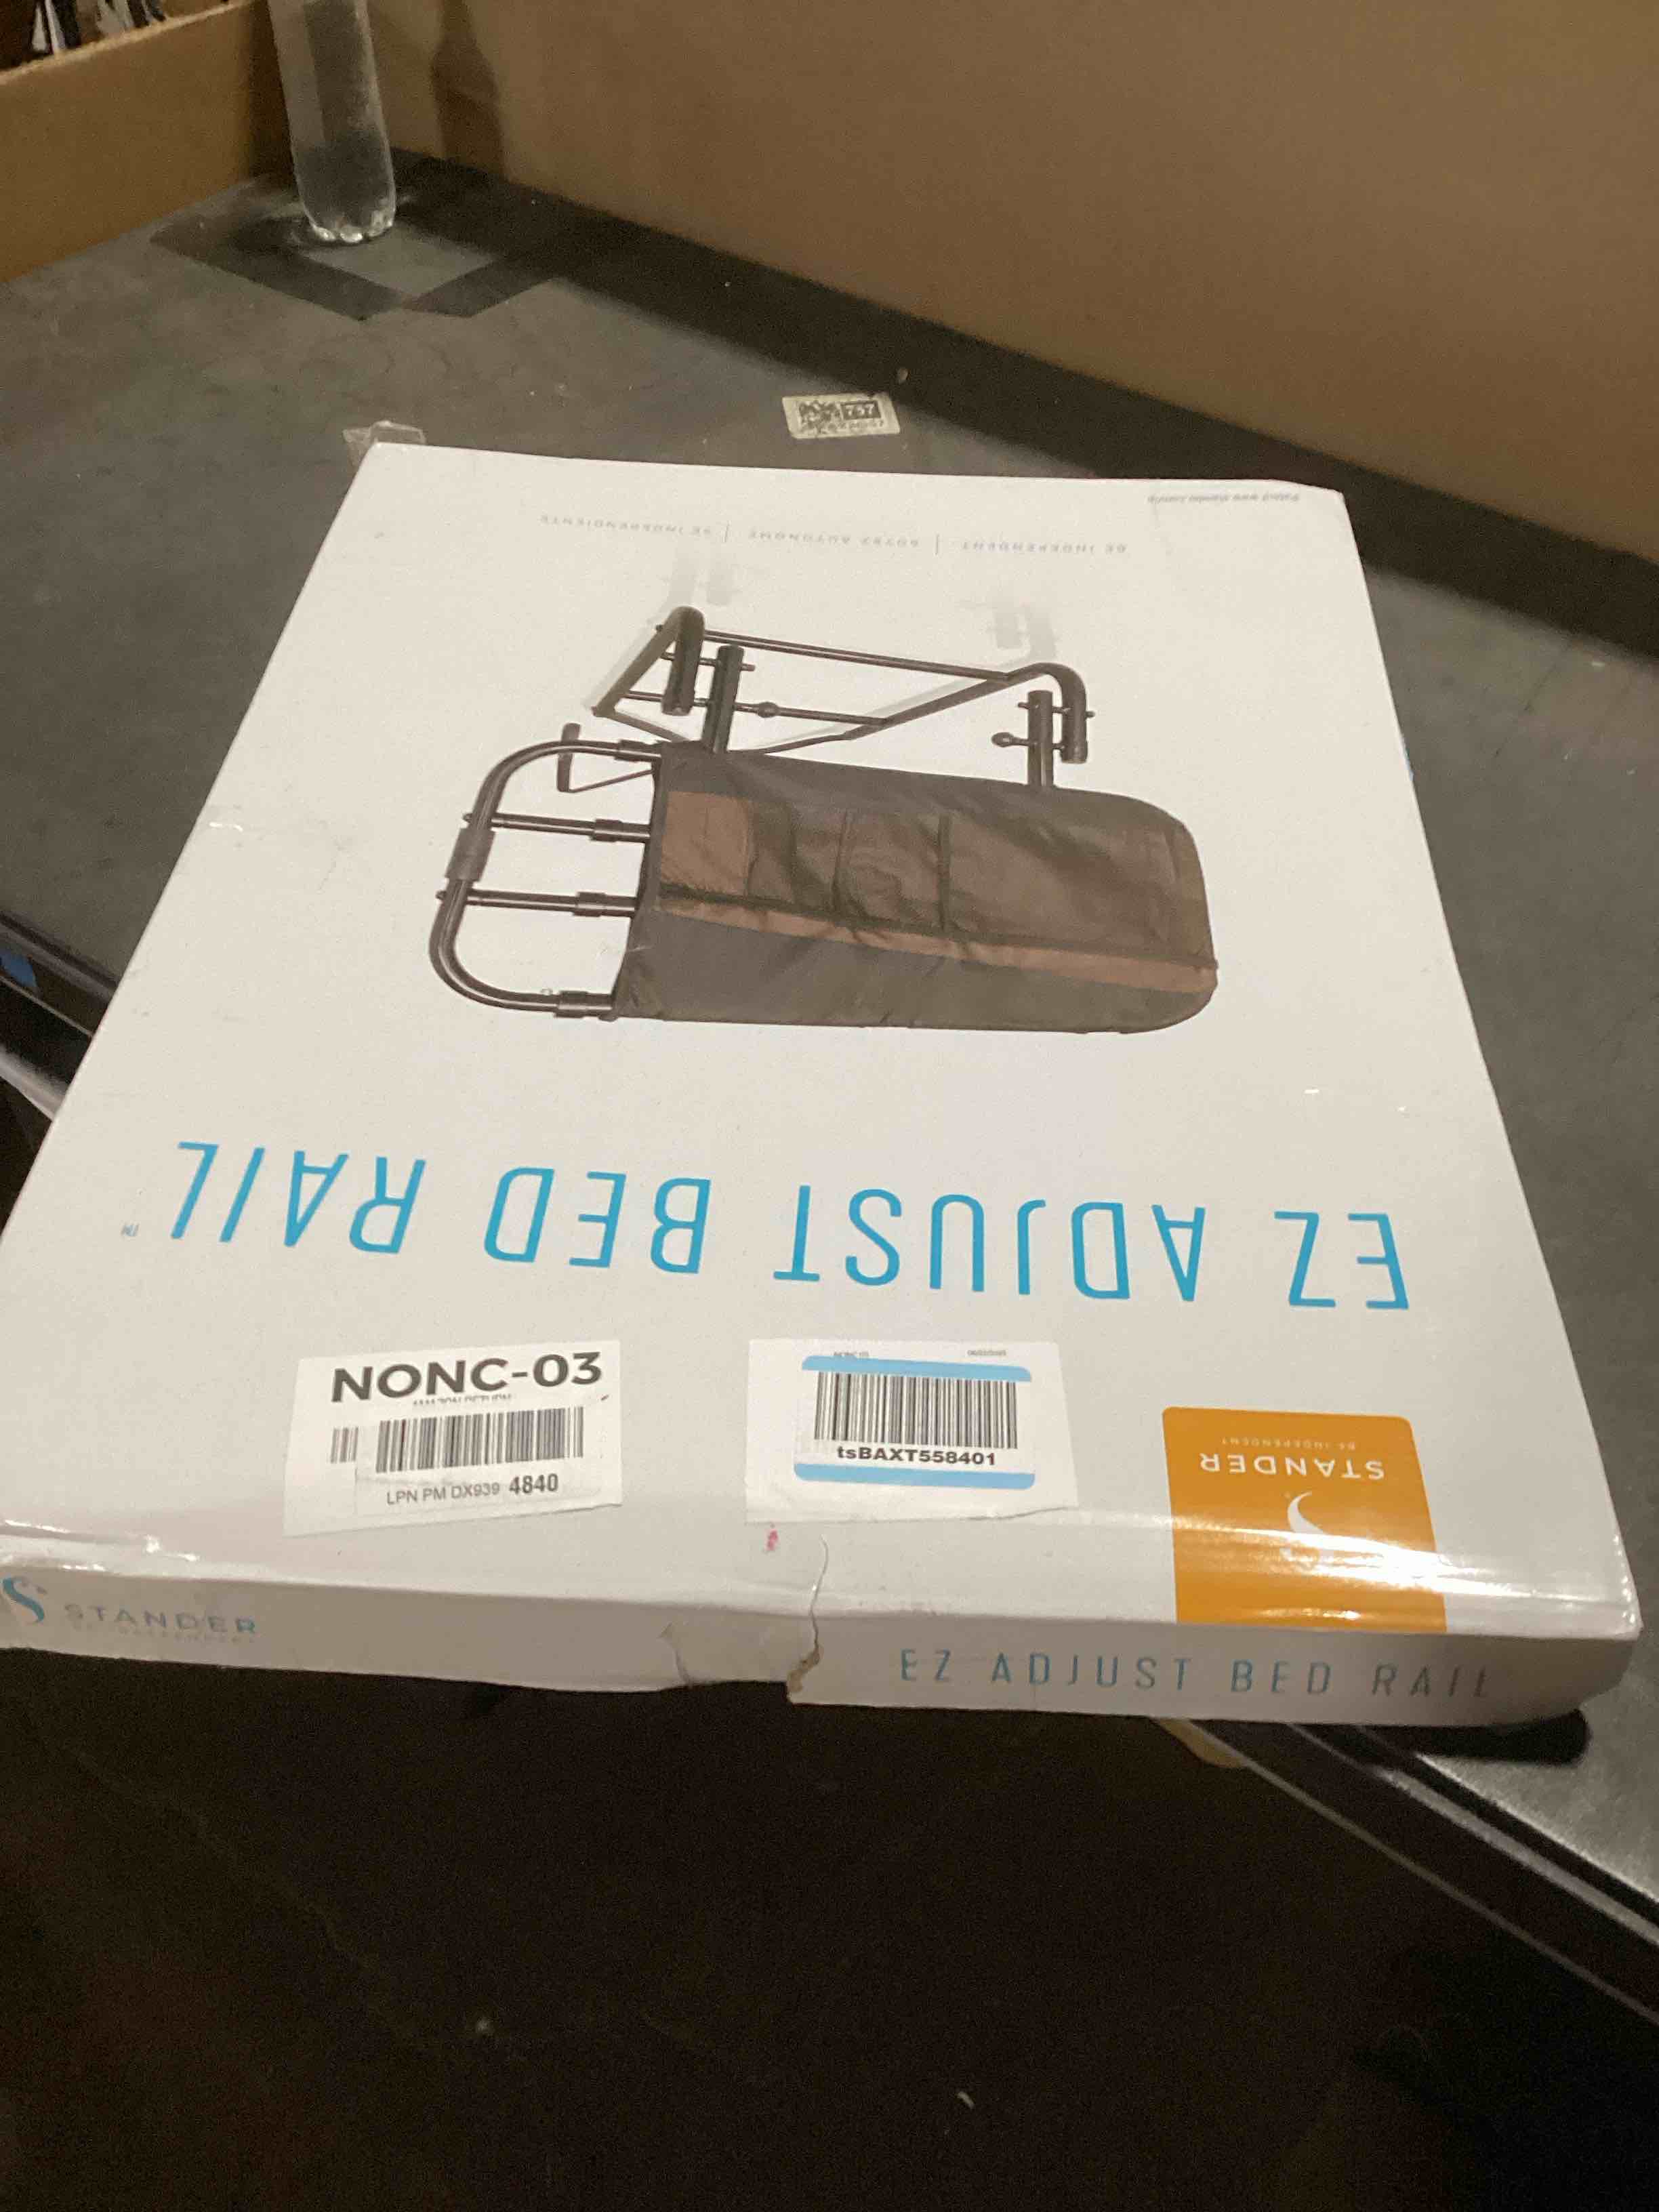 BE INDEPENDENT | SOYEZ AUTONOME | SE INDEPENDIENTE
EZ ADJUST BED RAIL™
NONC-03
LPN PM DX939 4840
tsBAXT558401
STANDER
BE INDEPENDENT
STANDER
EZ ADJUST BED RAIL